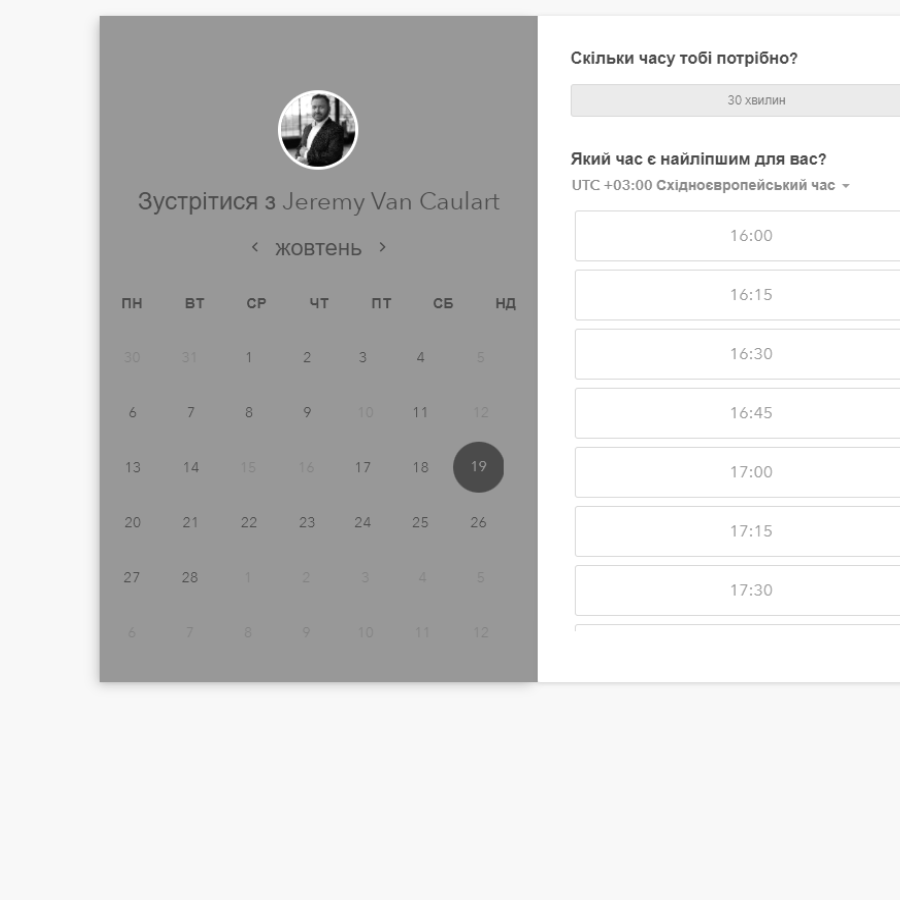 Зустрітися з Jeremy Van Caulart
жовтень
ПН ВТ СР ЧТ ПТ СБ НД
30 31 1 2 3 4 5
6 7 8 9 10 11 12
13 14 15 16 17 18 19
20 21 22 23 24 25 26
27 28 1 2 3 4 5
6 7 8 9 10 11 12
Скільки часу тобі потрібно?
30 хвилин
Який час є найліпшим для вас?
UTC +03:00 Східноєвропейський час
16:00
16:15
16:30
16:45
17:00
17:15
17:30